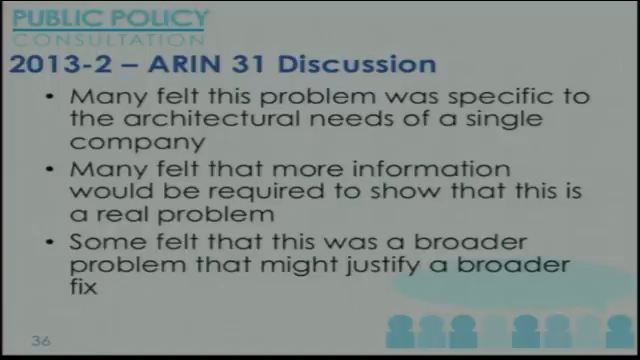 PUBLIC POLICY
CONSULTATION
2013-2 – ARIN 31 Discussion
• Many felt this problem was specific to
the architectural needs of a single
company
• Many felt that more information
would be required to show that this is
a real problem
• Some felt that this was a broader
problem that might justify a broader
fix
36